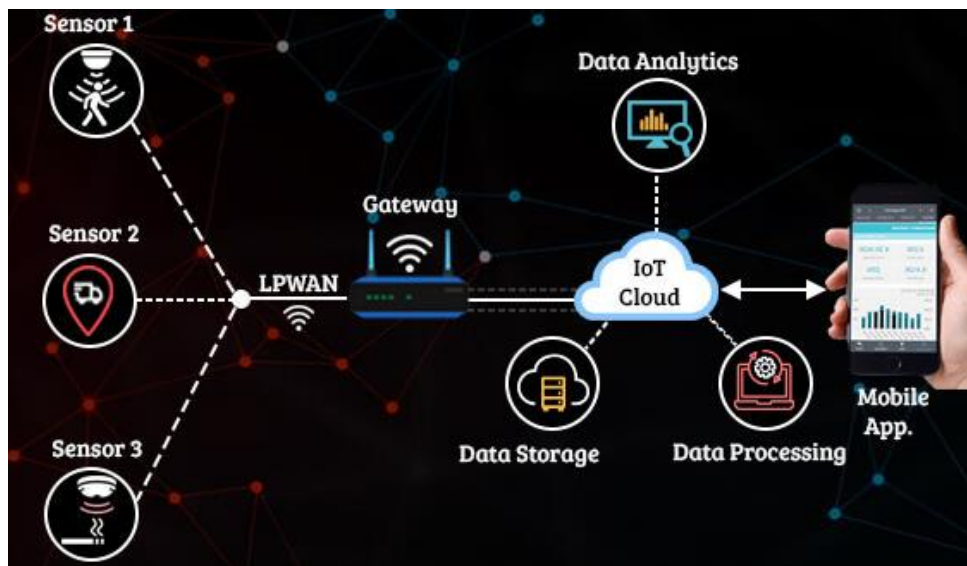 Sensor 1
Data Analytics
Gateway
Sensor 2
LPWAN
IoT
Cloud
Sensor 3
Data Storage
Data Processing
Mobile
App.